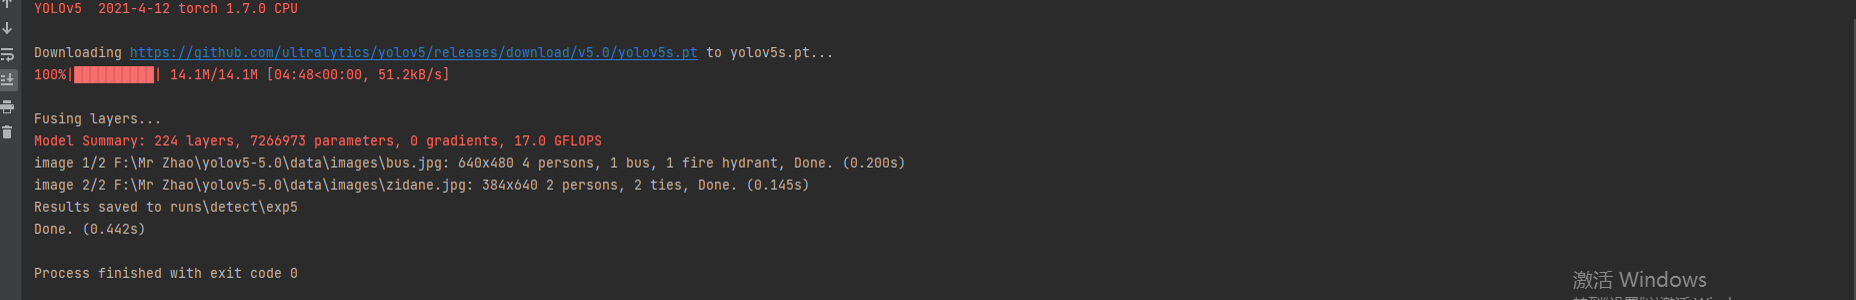 YOLOv5  2021-4-12 torch 1.7.0 CPU
Downloading https://github.com/ultralytics/yolov5/releases/download/v5.0/yolov5s.pt to yolov5s.pt...
100%|██████████| 14.1M/14.1M [04:48<00:00, 51.2kB/s]
Fusing layers...
Model Summary: 224 layers, 7266973 parameters, 0 gradients, 17.0 GFLOPS
image 1/2 F:\Mr Zhao\yolov5-5.0\data\images\bus.jpg: 640x480 4 persons, 1 bus, 1 fire hydrant, Done. (0.200s)
image 2/2 F:\Mr Zhao\yolov5-5.0\data\images\zidane.jpg: 384x640 2 persons, 2 ties, Done. (0.145s)
Results saved to runs\detect\exp5
Done. (0.442s)
Process finished with exit code 0
激活 Windows